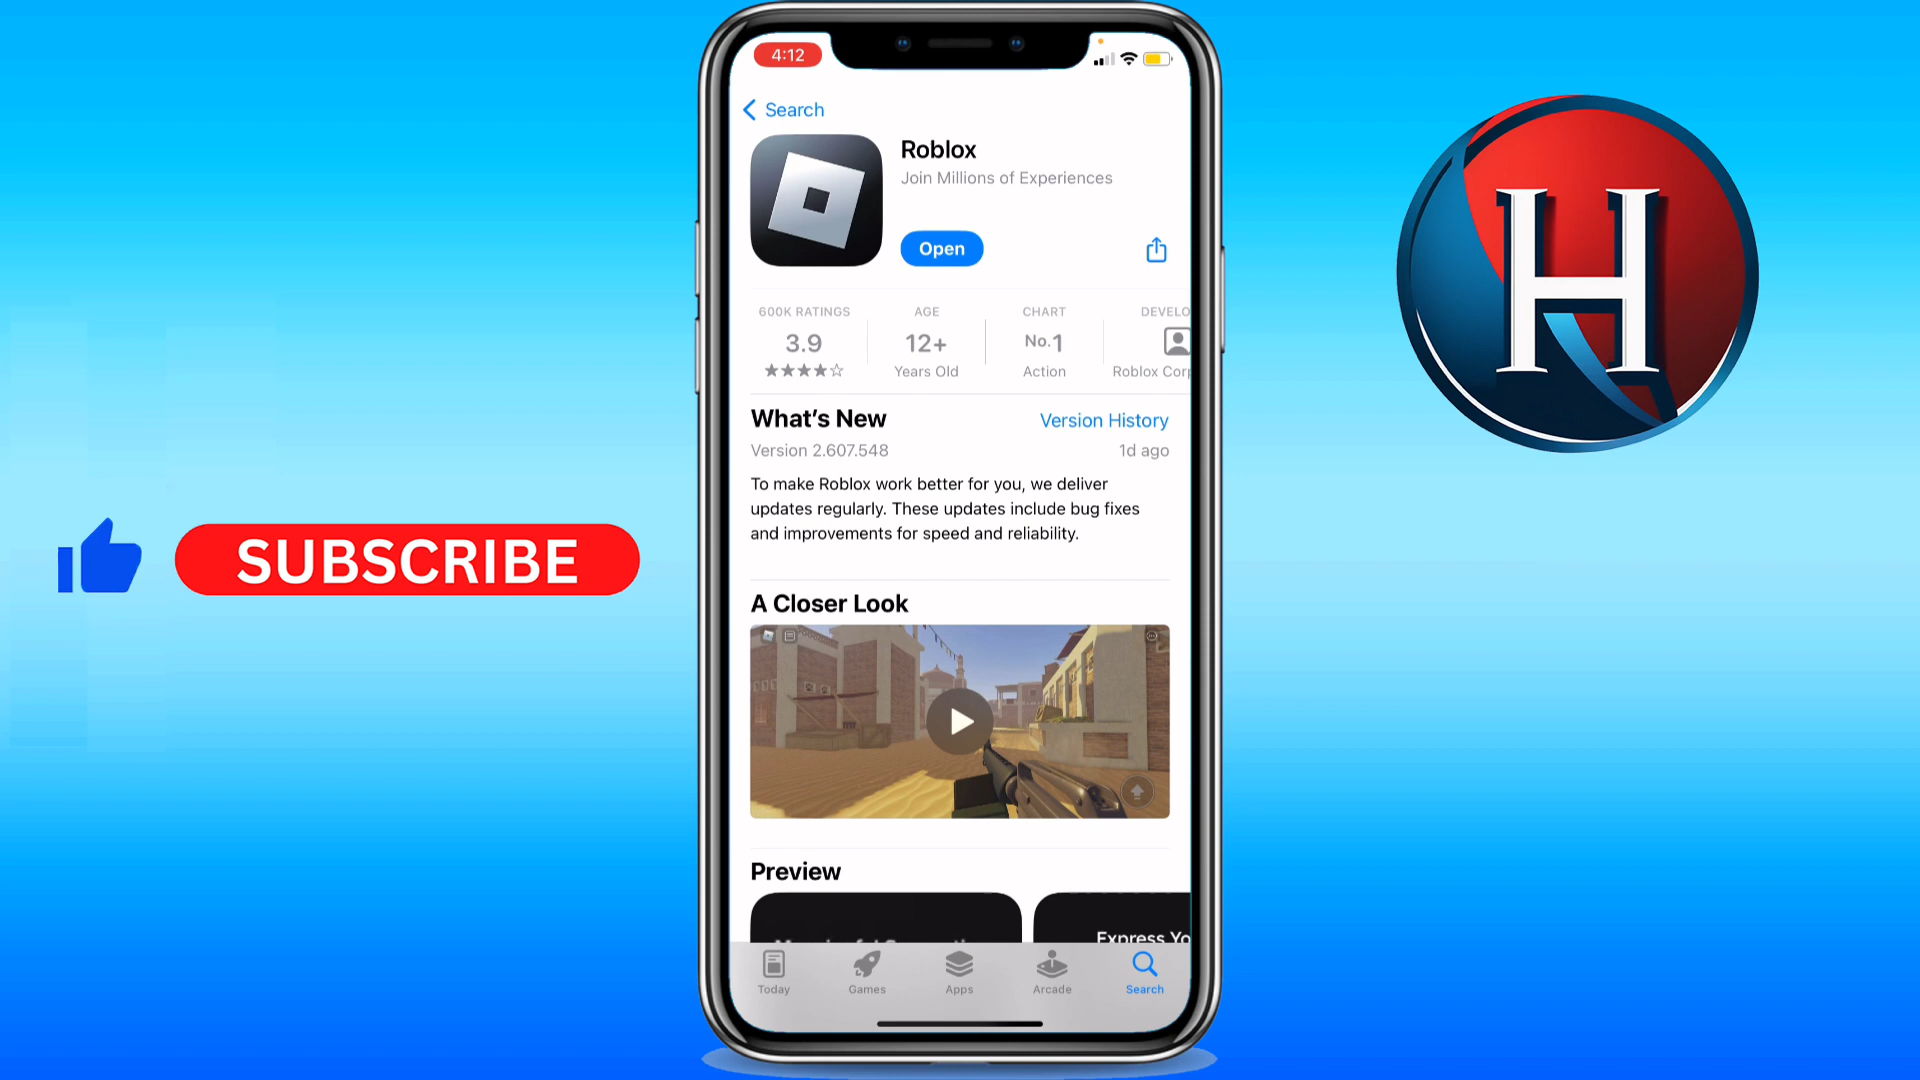 4:12
Search
Roblox
Join Millions of Experiences
Open
600K RATINGS
AGE
CHART
DEVELO
3.9
12+
No.1
Years Old
Action
Roblox Corp
What's New
Version History
Version 2.607.548
1d ago
To make Roblox work better for you, we deliver
updates regularly. These updates include bug fixes
and improvements for speed and reliability.
A Closer Look
Preview
Express Yo
Today
Games
Apps
Arcade
Search
SUBSCRIBE
H